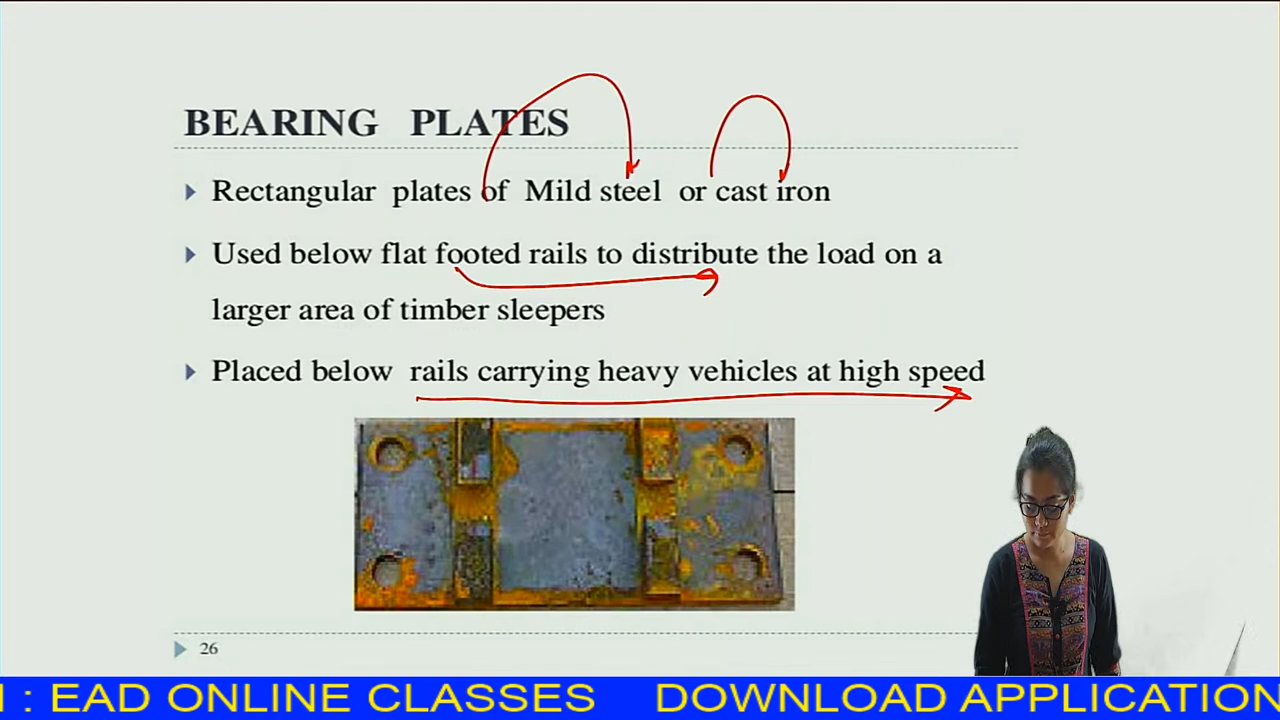 BEARING PLATES
Rectangular plates of Mild steel or cast iron
Used below flat footed rails to distribute the load on a
larger area of timber sleepers
Placed below rails carrying heavy vehicles at high speed
26
: EAD ONLINE CLASSES DOWNLOAD APPLICATION